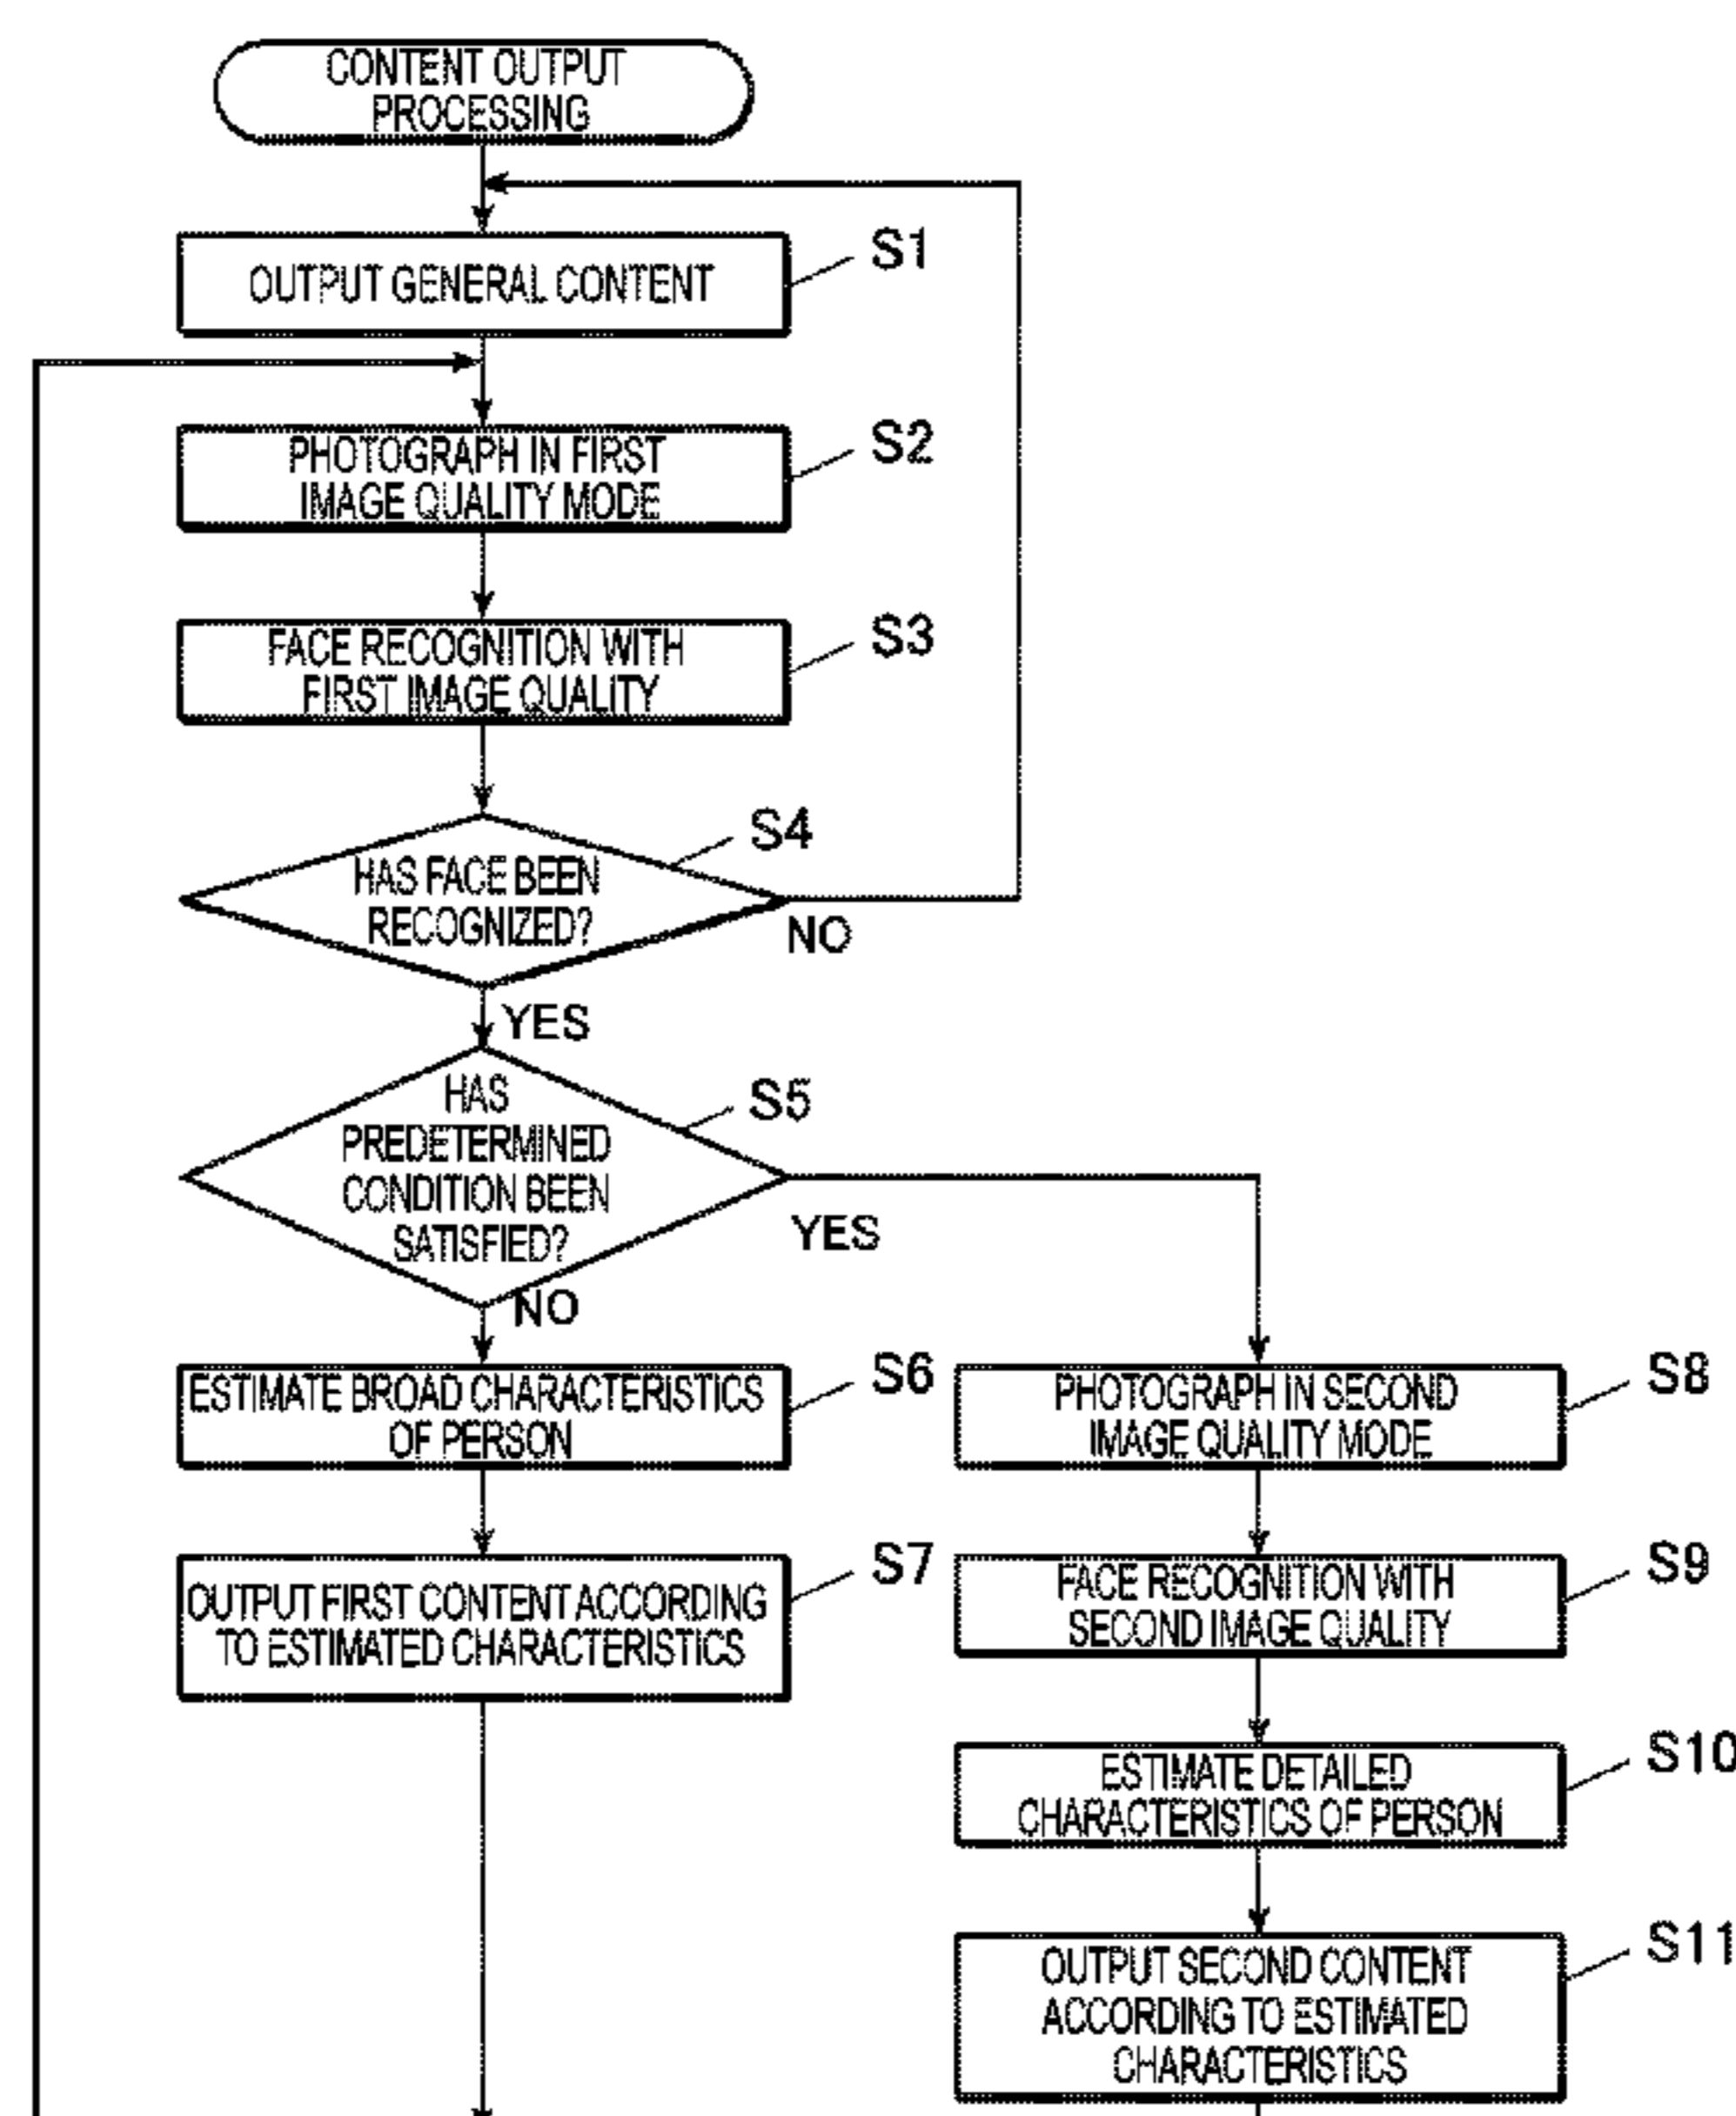 CONTENT OUTPUT
PROCESSING
OUTPUT GENERAL CONTENT
S1
PHOTOGRAPH IN FIRST
IMAGE QUALITY MODE
S2
FACE RECOGNITION WITH
FIRST IMAGE QUALITY
S3
HAS FACE BEEN
RECOGNIZED?
S4
NO
YES
HAS
PREDETERMINED
CONDITION BEEN
SATISFIED?
S5
YES
NO
ESTIMATE BROAD CHARACTERISTICS
OF PERSON
S6
OUTPUT FIRST CONTENT ACCORDING
TO ESTIMATED CHARACTERISTICS
S7
PHOTOGRAPH IN SECOND
IMAGE QUALITY MODE
S8
FACE RECOGNITION WITH
SECOND IMAGE QUALITY
S9
ESTIMATE DETAILED
CHARACTERISTICS OF PERSON
S10
OUTPUT SECOND CONTENT
ACCORDING TO ESTIMATED
CHARACTERISTICS
S11